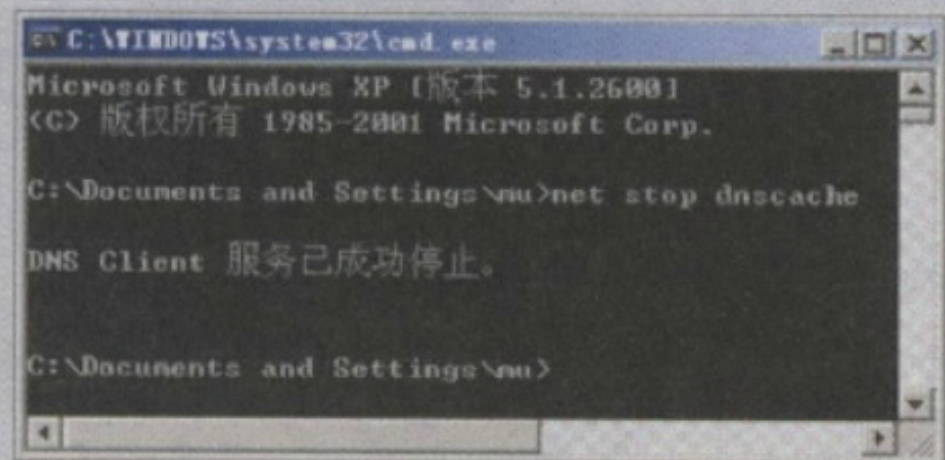 C:\WINDOWS\system32\cmd.exe
Microsoft Windows XP [版本 5.1.2600]
(C) 版权所有 1985-2001 Microsoft Corp.
C:\Documents and Settings\mu>net stop dnscache
DNS Client 服务已成功停止。
C:\Documents and Settings\mu>